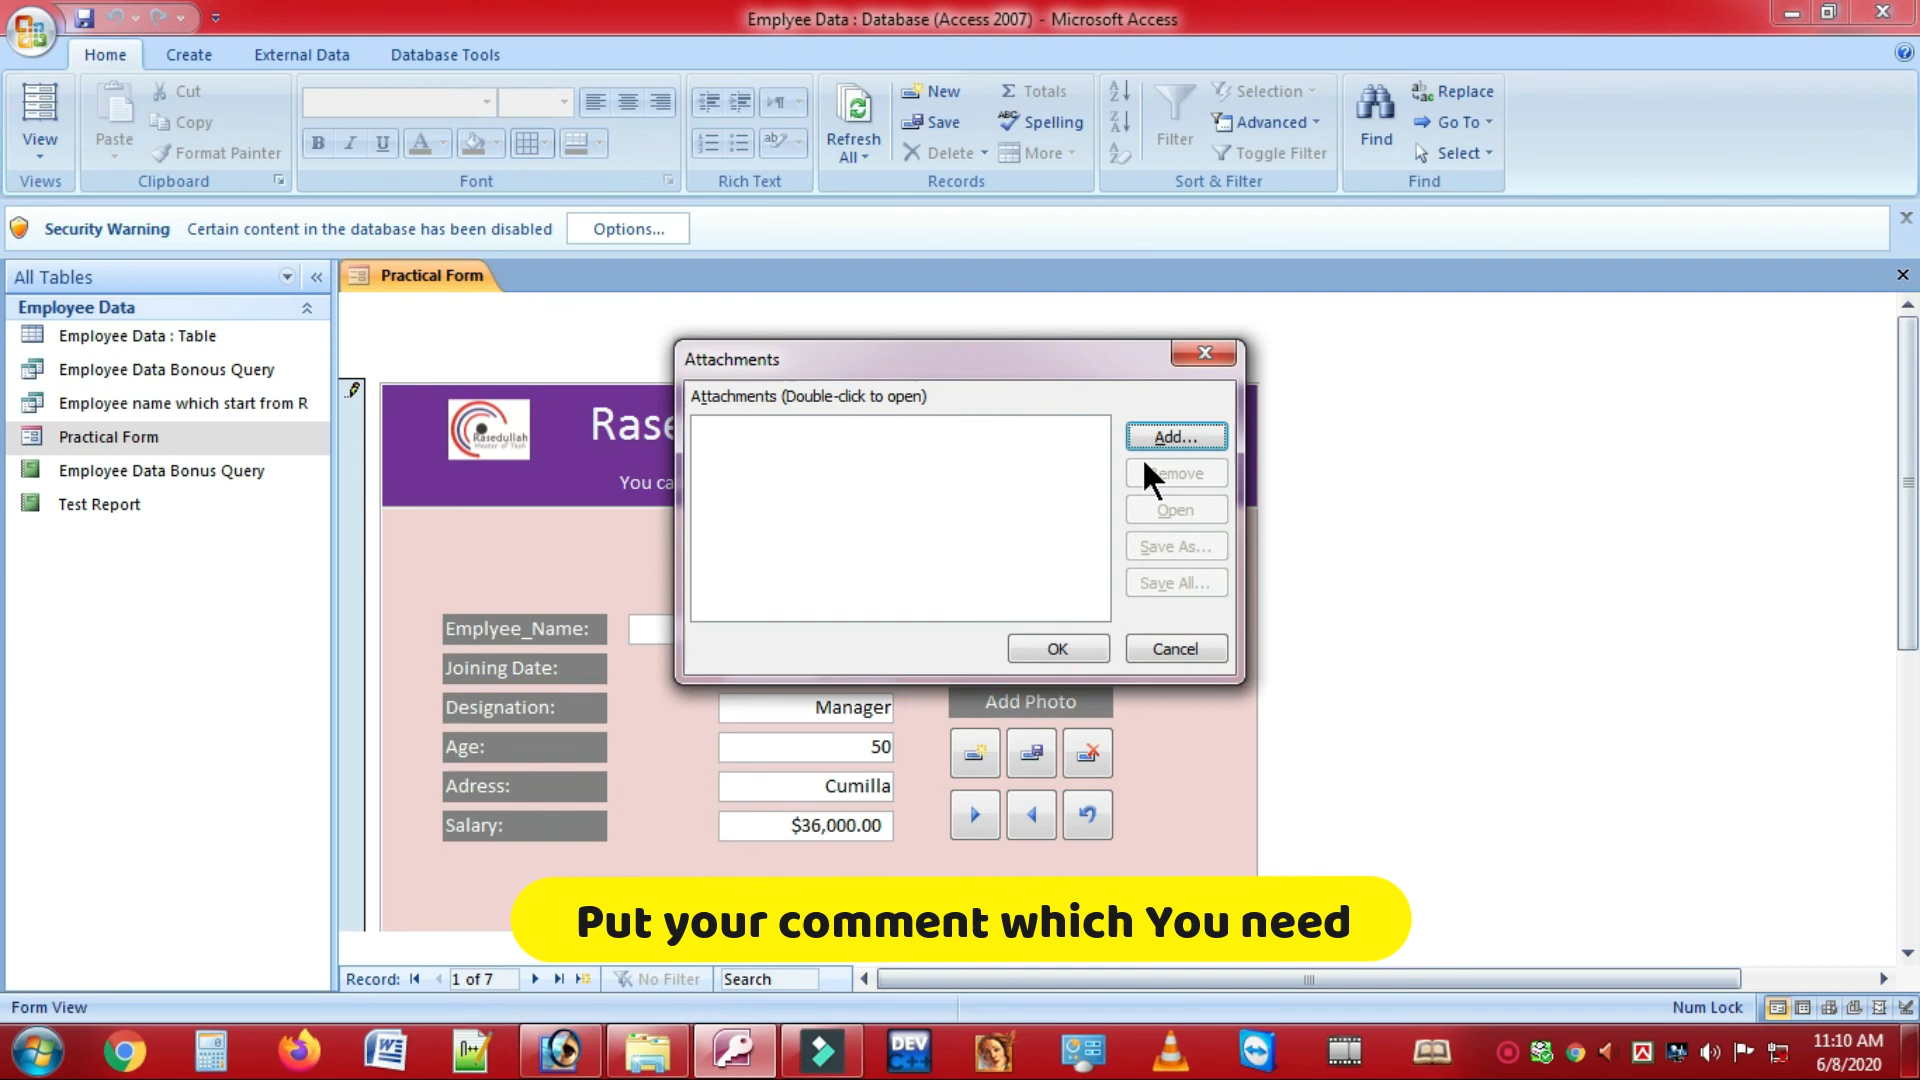 Emplyee Data : Database (Access 2007) - Microsoft Access
Home Create External Data Database Tools
View
Views
Paste
Cut
Copy
Format Painter
Clipboard
B I U A
Font
Rich Text
Refresh All
New
Save
Delete
Totals
Spelling
More
Records
Filter
Selection
Advanced
Toggle Filter
Sort & Filter
Find
Replace
Go To
Select
Find
Security Warning Certain content in the database has been disabled Options...
All Tables
Employee Data
Employee Data : Table
Employee Data Bonous Query
Employee name which start from R
Practical Form
Employee Data Bonus Query
Test Report
Practical Form
Rasedullah
Master of Tech
Rase
You ca
Attachments
Attachments (Double-click to open)
Add...
Remove
Open
Save As...
Save All...
OK Cancel
Emplyee_Name:
Joining Date:
Designation: Manager
Age: 50
Adress: Cumilla
Salary: $36,000.00
Add Photo
Put your comment which You need
Record: 1 of 7 No Filter Search
Form View Num Lock
DEV C++
11:10 AM
6/8/2020